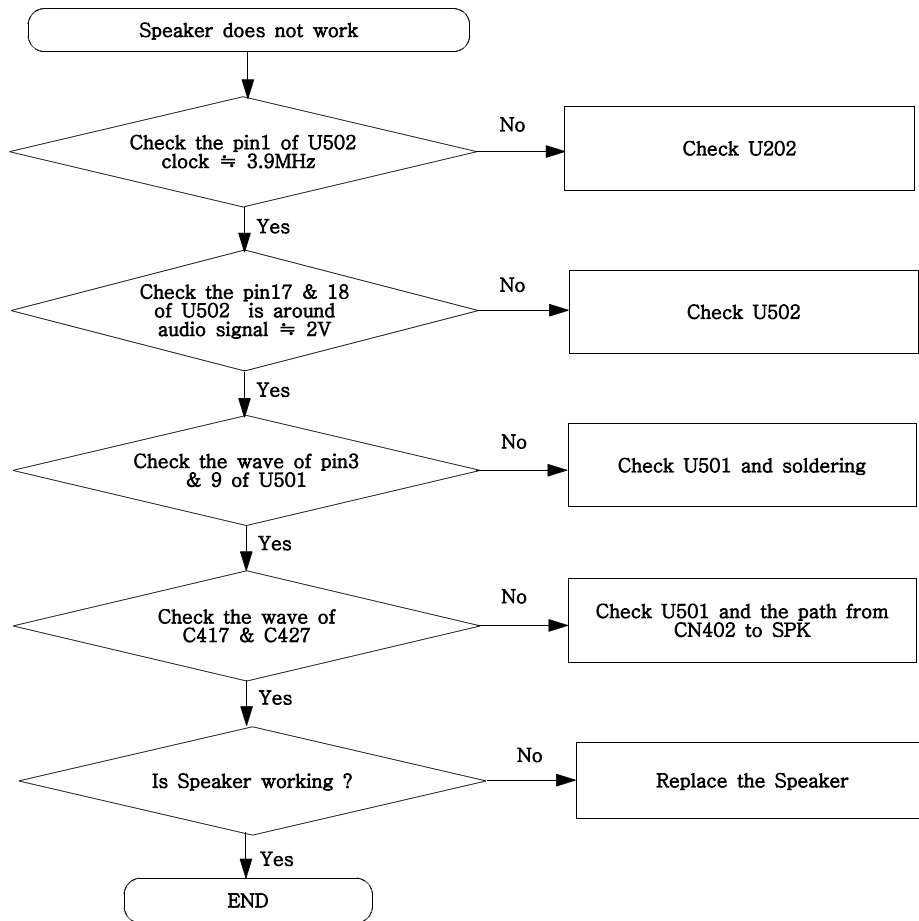 Speaker does not work
Check the pin1 of U502
clock ≒ 3.9MHz
No
Check U202
Yes
Check the pin17 & 18
of U502 is around
audio signal ≒ 2V
No
Check U502
Yes
Check the wave of pin3
& 9 of U501
No
Check U501 and soldering
Yes
Check the wave of
C417 & C427
No
Check U501 and the path from
CN402 to SPK
Yes
Is Speaker working ?
No
Replace the Speaker
Yes
END